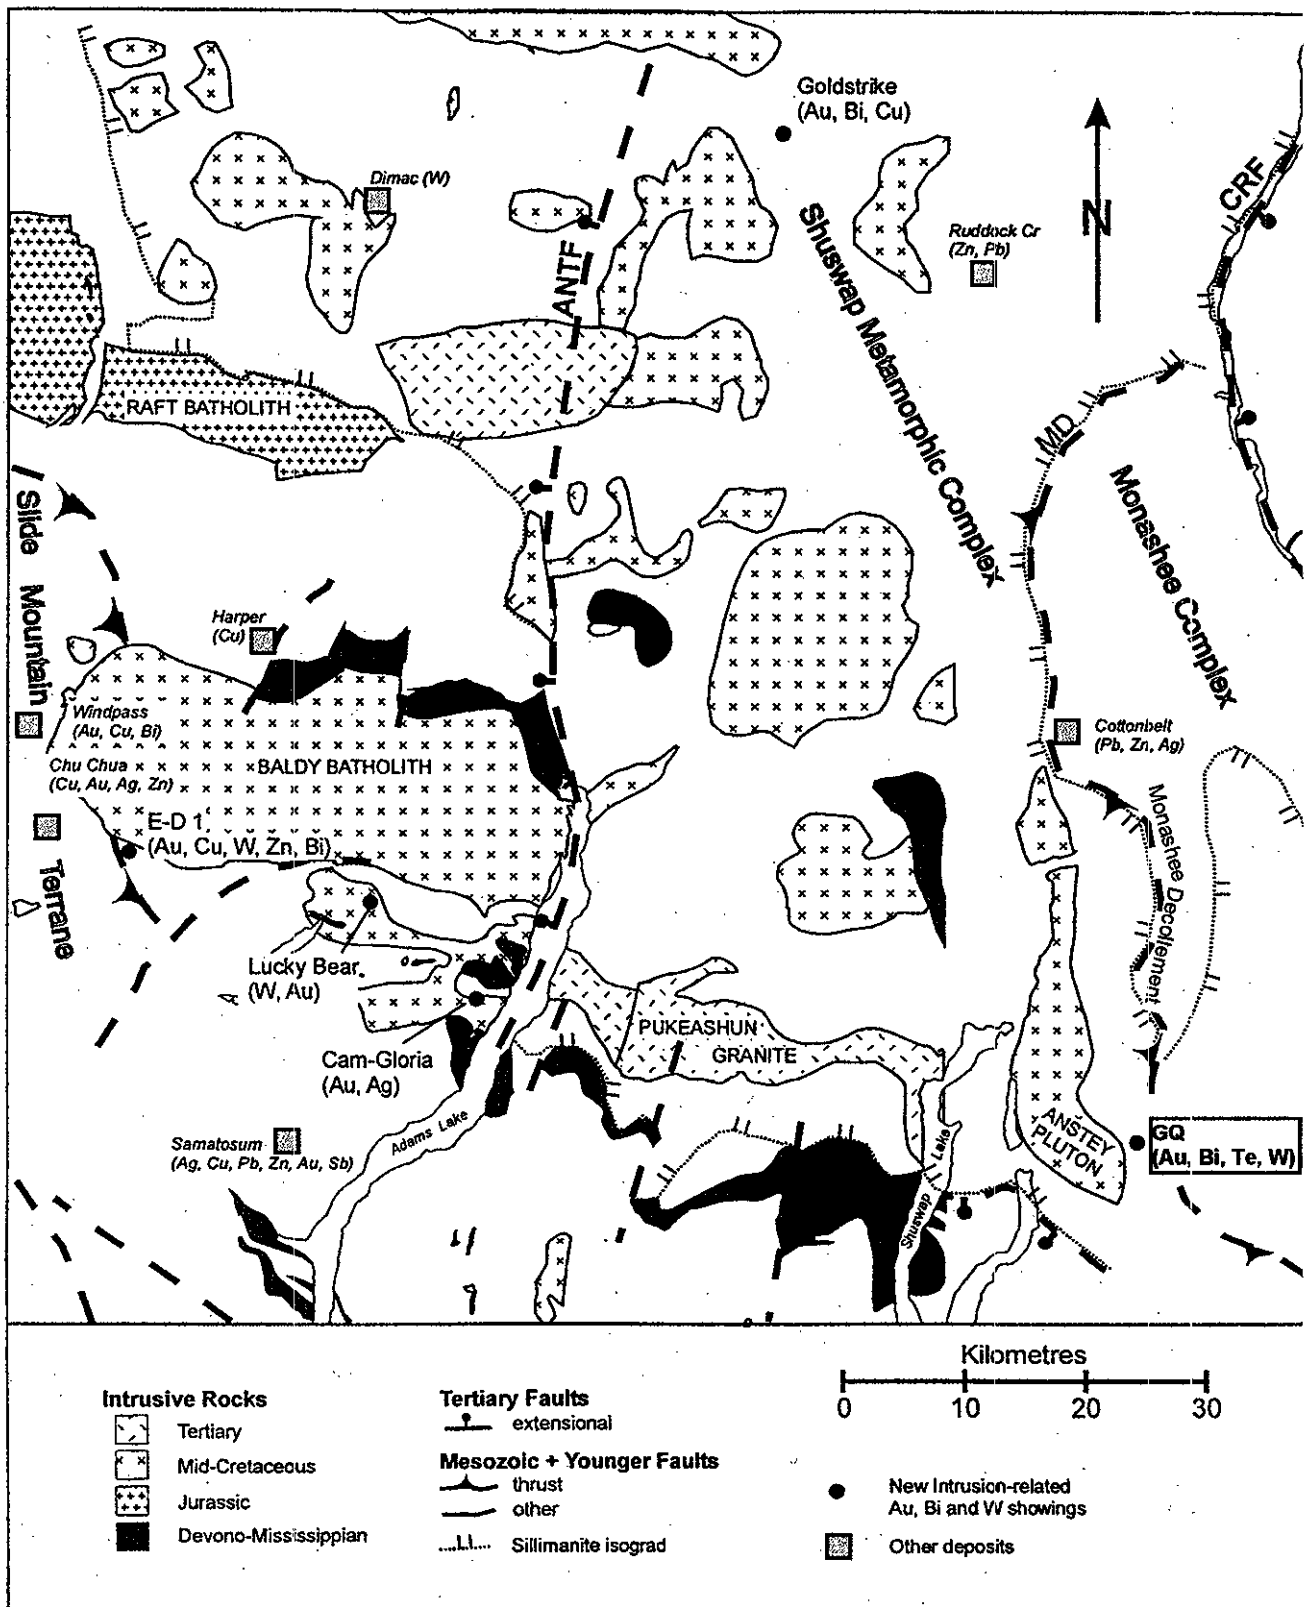 Goldstrike
(Au, Bi, Cu)
Dimac (W)
CRF
N
Ruddock Cr
(Zn, Pb)
ANTF
Shuswap Metamorphic Complex
RAFT BATHOLITH
MD
Monashee Complex
Slide Mountain Terrane
Harper
(Cu)
Windpass
(Au, Cu, Bi)
Cottonbelt
(Pb, Zn, Ag)
Chu Chua
(Cu, Au, Ag, Zn)
BALDY BATHOLITH
Monashee Decollement
E-D 1
(Au, Cu, W, Zn, Bi)
Lucky Bear
(W, Au)
PUKEASHUN
GRANITE
Cam-Gloria
(Au, Ag)
Adams Lake
ANSTEY
PLUTON
GQ
(Au, Bi, Te, W)
Samatosum
(Ag, Cu, Pb, Zn, Au, Sb)
Shuswap Lake
Kilometres
0 10 20 30
Intrusive Rocks
Tertiary
Mid-Cretaceous
Jurassic
Devono-Mississippian
Tertiary Faults
extensional
Mesozoic + Younger Faults
thrust
other
Sillimanite isograd
New Intrusion-related
Au, Bi and W showings
Other deposits